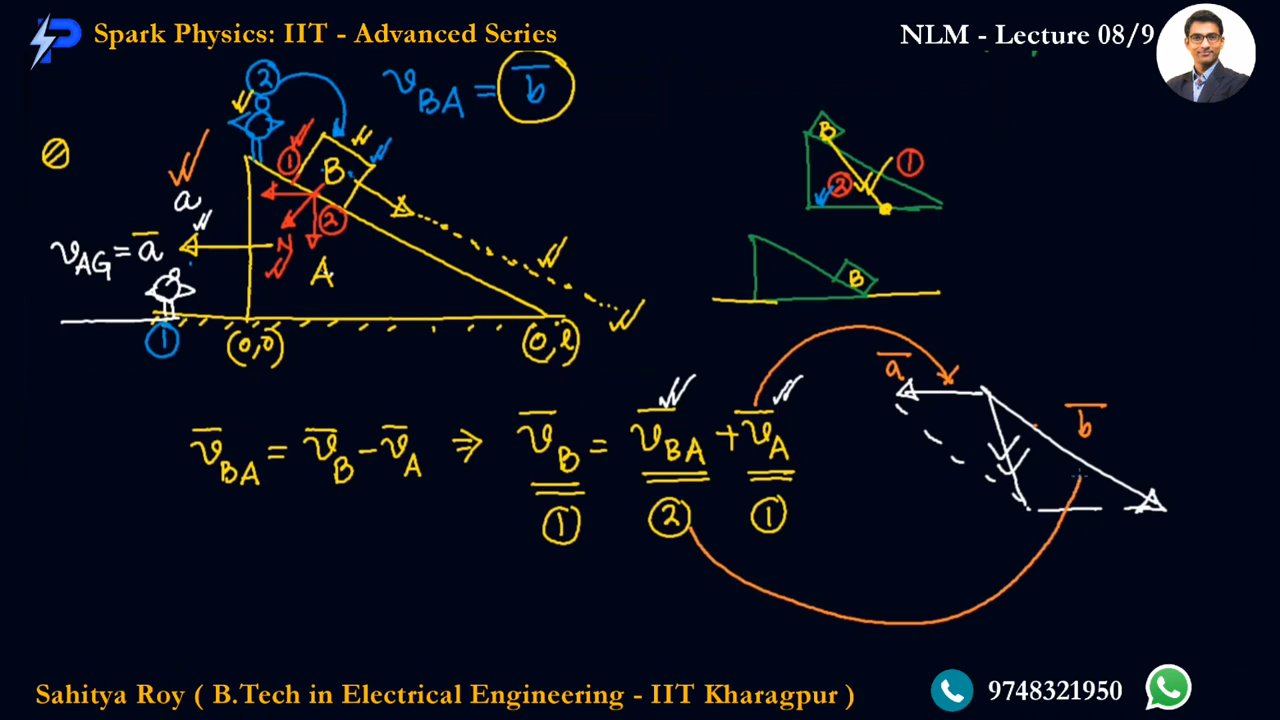 Spark Physics: IIT - Advanced Series
NLM - Lecture 08/9
②
v_BA = b̅
①
B
②
a
v_AG = a̅
N
A
①
(0,0)
(0,l)
B
①
②
B
a̅
b̅
v̅_BA = v̅_B - v̅_A ⇒ v̅_B = v̅_BA + v̅_A
① ② ①
Sahitya Roy ( B.Tech in Electrical Engineering - IIT Kharagpur )
9748321950